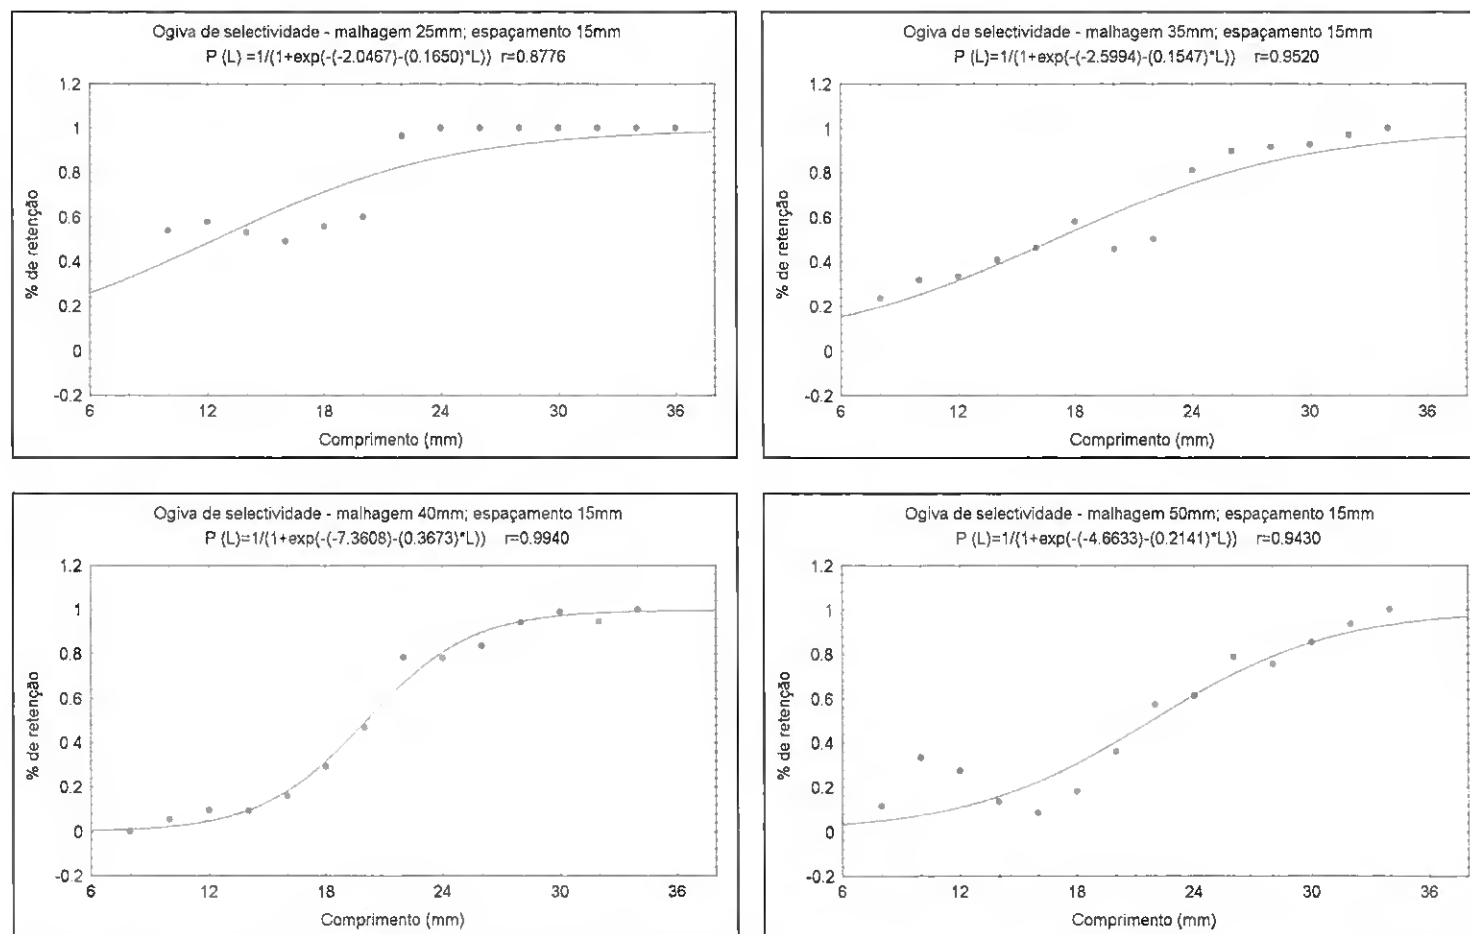 Ogiva de selectividade - malhagem 25mm; espaçamento 15mm
P (L) =1/(1+exp(-(-2.0467)-(0.1650)*L)) r=0.8776
1.2
1
0.8
0.6
0.4
0.2
0
-0.2
% de retenção
6 12 18 24 30 36
Comprimento (mm)
Ogiva de selectividade - malhagem 35mm; espaçamento 15mm
P (L)=1/(1+exp(-(-2.5994)-(0.1547)*L)) r=0.9520
1.2
1
0.8
0.6
0.4
0.2
0
-0.2
% de retenção
6 12 18 24 30 36
Comprimento (mm)
Ogiva de selectividade - malhagem 40mm; espaçamento 15mm
P (L)=1/(1+exp(-(-7.3608)-(0.3673)*L)) r=0.9940
1.2
1
0.8
0.6
0.4
0.2
0
-0.2
% de retenção
6 12 18 24 30 36
Comprimento (mm)
Ogiva de selectividade - malhagem 50mm; espaçamento 15mm
P (L)=1/(1+exp(-(-4.6633)-(0.2141)*L)) r=0.9430
1.2
1
0.8
0.6
0.4
0.2
0
-0.2
% de retenção
6 12 18 24 30 36
Comprimento (mm)